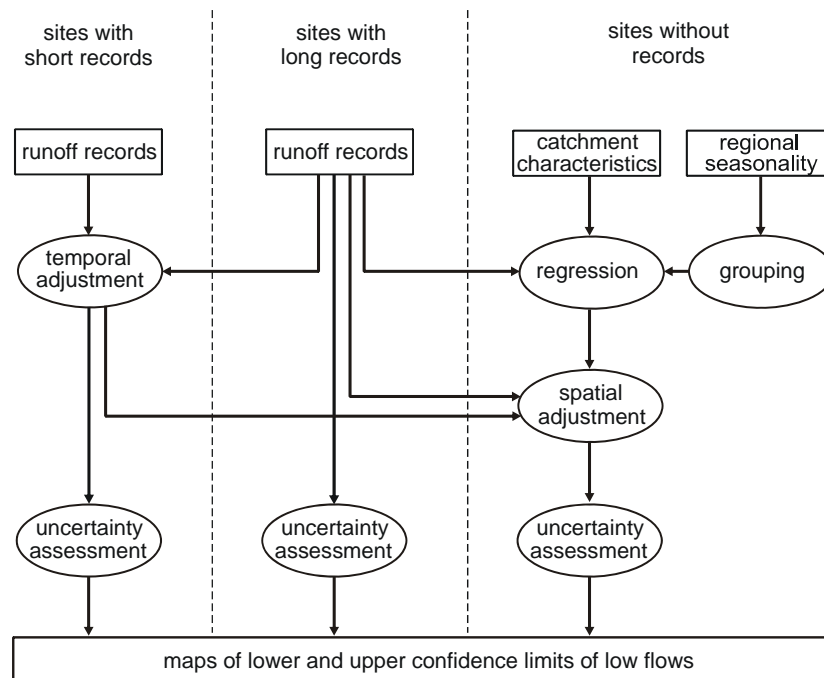 sites with
short records
sites with
long records
sites without
records
runoff records
runoff records
catchment
characteristics
regional
seasonality
temporal
adjustment
regression
grouping
spatial
adjustment
uncertainty
assessment
uncertainty
assessment
uncertainty
assessment
maps of lower and upper confidence limits of low flows